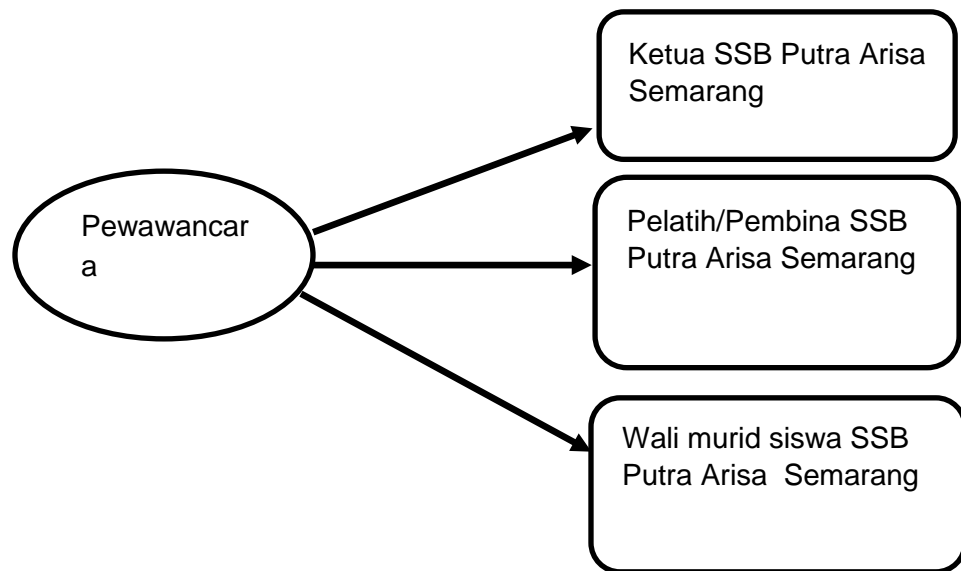 Ketua SSB Putra Arisa
Semarang
Pewawancar
a
Pelatih/Pembina SSB
Putra Arisa Semarang
Wali murid siswa SSB
Putra Arisa  Semarang